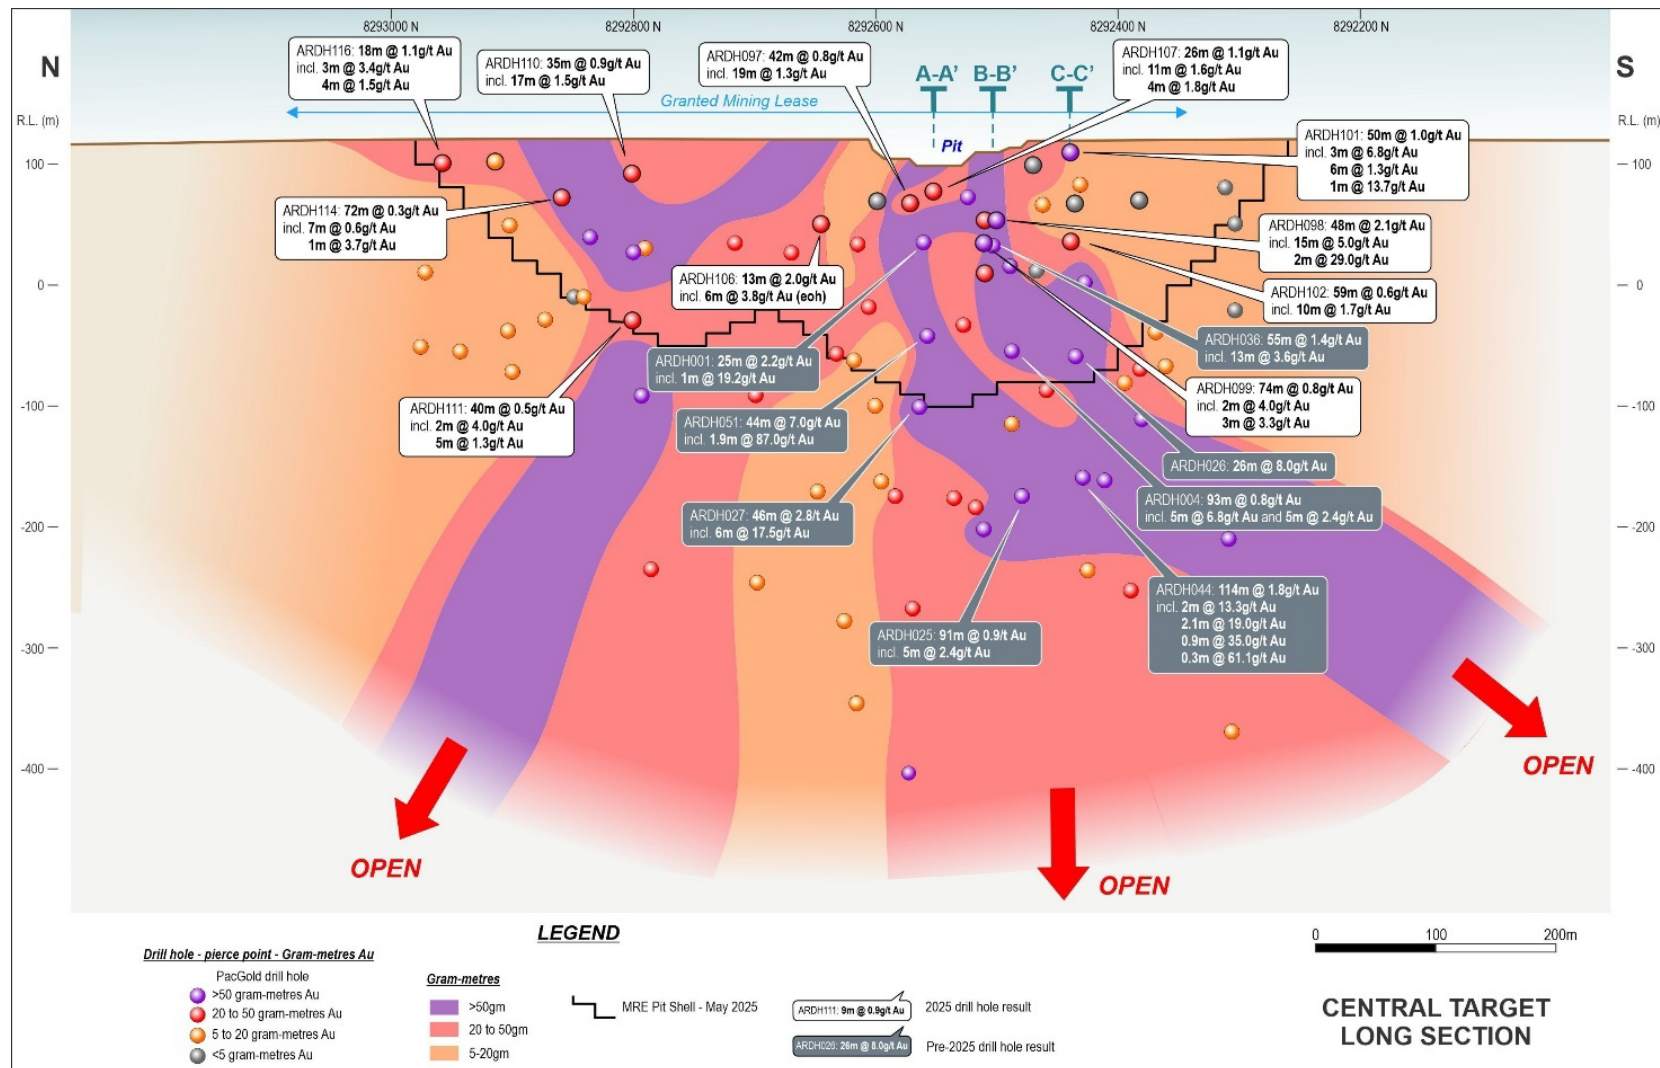 8293000 N
8292800 N
8292600 N
8292400 N
8292200 N
N
S
R.L. (m)
R.L. (m)
ARDH116: 18m @ 1.1g/t Au
incl. 3m @ 3.4g/t Au
4m @ 1.5g/t Au
ARDH110: 35m @ 0.9g/t Au
incl. 17m @ 1.5g/t Au
ARDH097: 42m @ 0.8g/t Au
incl. 19m @ 1.3g/t Au
ARDH107: 26m @ 1.1g/t Au
incl. 11m @ 1.6g/t Au
4m @ 1.8g/t Au
A-A'
B-B'
C-C'
Granted Mining Lease
Pit
ARDH101: 50m @ 1.0g/t Au
incl. 3m @ 6.8g/t Au
6m @ 1.3g/t Au
1m @ 13.7g/t Au
100
0
-100
-200
-300
-400
100
0
-100
-200
-300
-400
ARDH114: 72m @ 0.3g/t Au
incl. 7m @ 0.6g/t Au
1m @ 3.7g/t Au
ARDH098: 48m @ 2.1g/t Au
incl. 15m @ 5.0g/t Au
2m @ 29.0g/t Au
ARDH106: 13m @ 2.0g/t Au
incl. 6m @ 3.8g/t Au (eoh)
ARDH102: 59m @ 0.6g/t Au
incl. 10m @ 1.7g/t Au
ARDH036: 55m @ 1.4g/t Au
incl. 13m @ 3.6g/t Au
ARDH001: 25m @ 2.2g/t Au
incl. 1m @ 19.2g/t Au
ARDH099: 74m @ 0.8g/t Au
incl. 2m @ 4.0g/t Au
3m @ 3.3g/t Au
ARDH111: 40m @ 0.5g/t Au
incl. 2m @ 4.0g/t Au
5m @ 1.3g/t Au
ARDH051: 44m @ 7.0g/t Au
incl. 1.9m @ 87.0g/t Au
ARDH026: 26m @ 8.0g/t Au
ARDH004: 93m @ 0.8g/t Au
incl. 5m @ 6.8g/t Au and 5m @ 2.4g/t Au
ARDH027: 46m @ 2.8/t Au
incl. 6m @ 17.5g/t Au
ARDH044: 114m @ 1.8g/t Au
incl. 2m @ 13.3g/t Au
2.1m @ 19.0g/t Au
0.9m @ 35.0g/t Au
0.3m @ 61.1g/t Au
ARDH025: 91m @ 0.9/t Au
incl. 5m @ 2.4g/t Au
OPEN
OPEN
OPEN
LEGEND
Drill hole - pierce point - Gram-metres Au
PacGold drill hole
>50 gram-metres Au
20 to 50 gram-metres Au
5 to 20 gram-metres Au
<5 gram-metres Au
Gram-metres
>50gm
20 to 50gm
5-20gm
MRE Pit Shell - May 2025
ARDH111: 9m @ 0.9g/t Au
2025 drill hole result
ARDH026: 26m @ 8.0g/t Au
Pre-2025 drill hole result
0
100
200m
CENTRAL TARGET
LONG SECTION